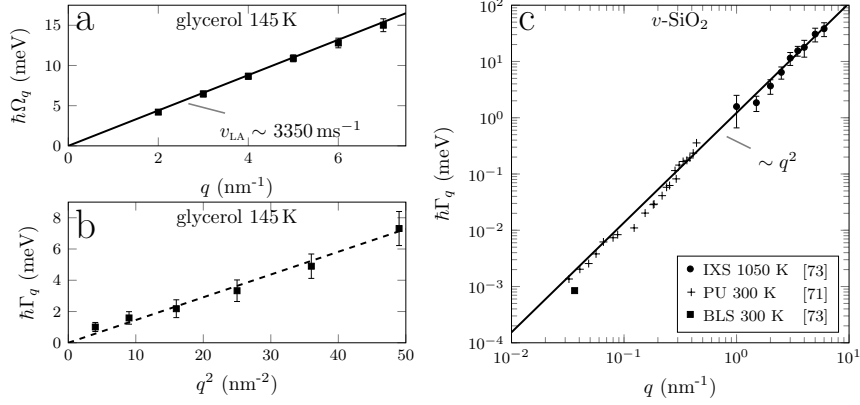 a
glycerol 145 K
ħΩ_q (meV)
15
10
5
0
v_LA ∼ 3350 ms⁻¹
0
2
4
6
q (nm⁻¹)
b
glycerol 145 K
ħΓ_q (meV)
8
6
4
2
0
0
10
20
30
40
50
q² (nm⁻²)
c
v-SiO₂
ħΓ_q (meV)
10²
10¹
10⁰
10⁻¹
10⁻²
10⁻³
10⁻⁴
∼ q²
IXS 1050 K [73]
PU 300 K [71]
BLS 300 K [73]
10⁻²
10⁻¹
10⁰
10¹
q (nm⁻¹)